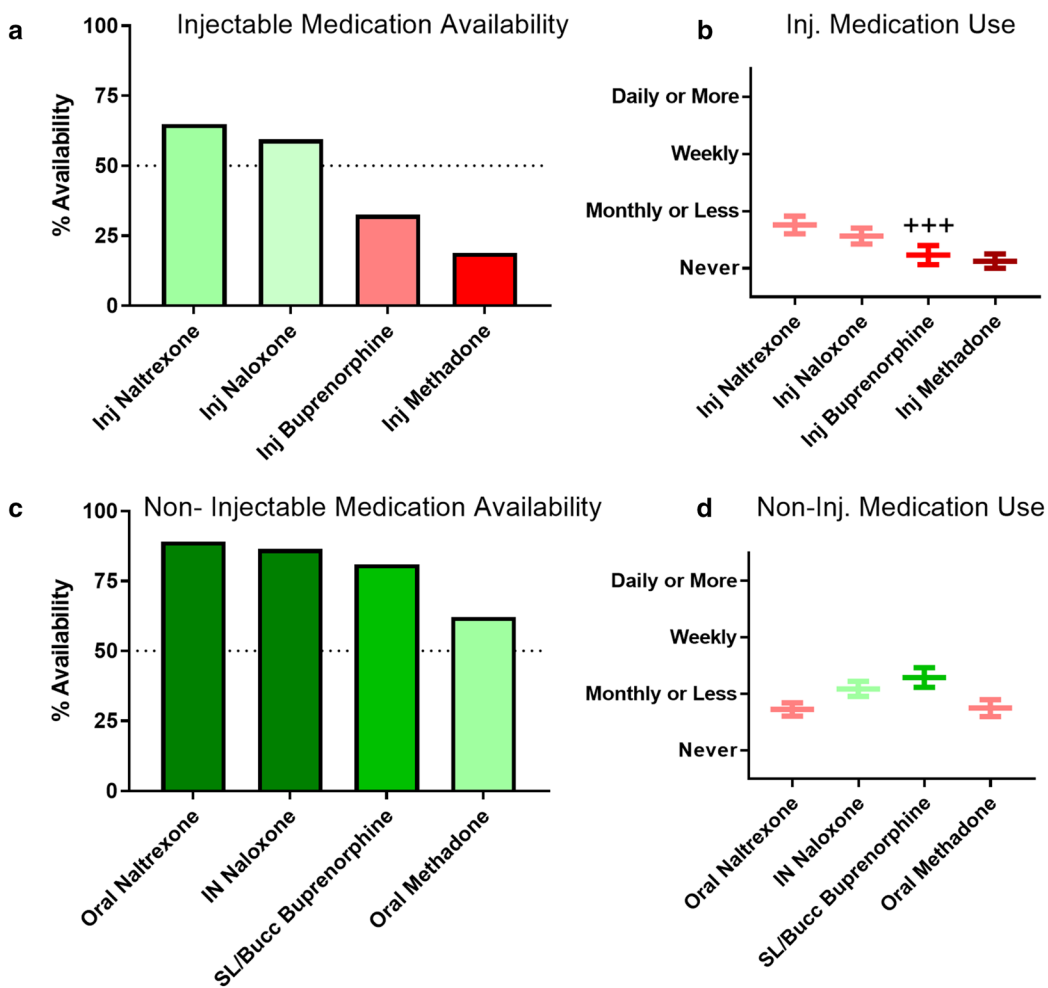 a
Injectable Medication Availability
% Availability
100
75
50
25
0
Inj Naltrexone
Inj Naloxone
Inj Buprenorphine
Inj Methadone
b
Inj. Medication Use
Daily or More
Weekly
Monthly or Less
Never
+++
Inj Naltrexone
Inj Naloxone
Inj Buprenorphine
Inj Methadone
c
Non- Injectable Medication Availability
% Availability
100
75
50
25
0
Oral Naltrexone
IN Naloxone
SL/Bucc Buprenorphine
Oral Methadone
d
Non-Inj. Medication Use
Daily or More
Weekly
Monthly or Less
Never
Oral Naltrexone
IN Naloxone
SL/Bucc Buprenorphine
Oral Methadone